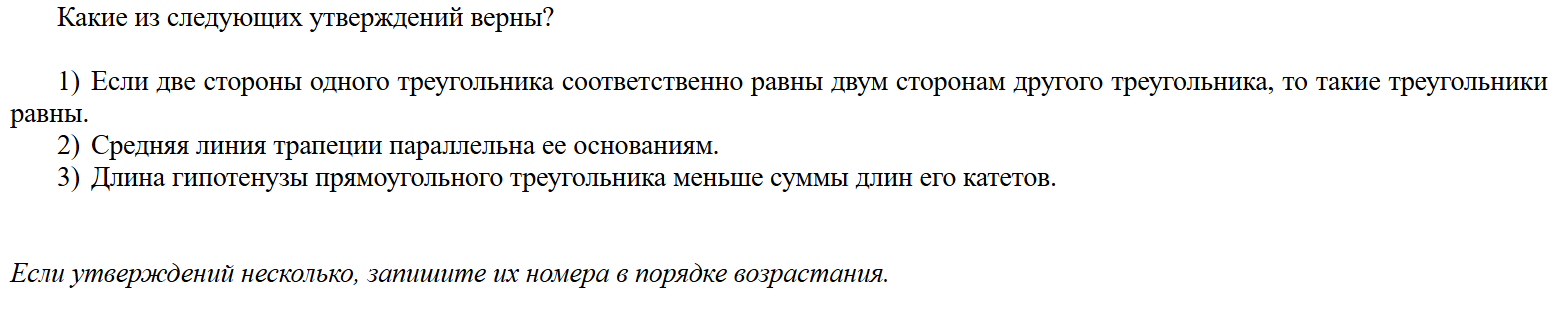 Какие из следующих утверждений верны?
1) Если две стороны одного треугольника соответственно равны двум сторонам другого треугольника, то такие треугольники
равны.
2) Средняя линия трапеции параллельна ее основаниям.
3) Длина гипотенузы прямоугольного треугольника меньше суммы длин его катетов.
Если утверждений несколько, запишите их номера в порядке возрастания.